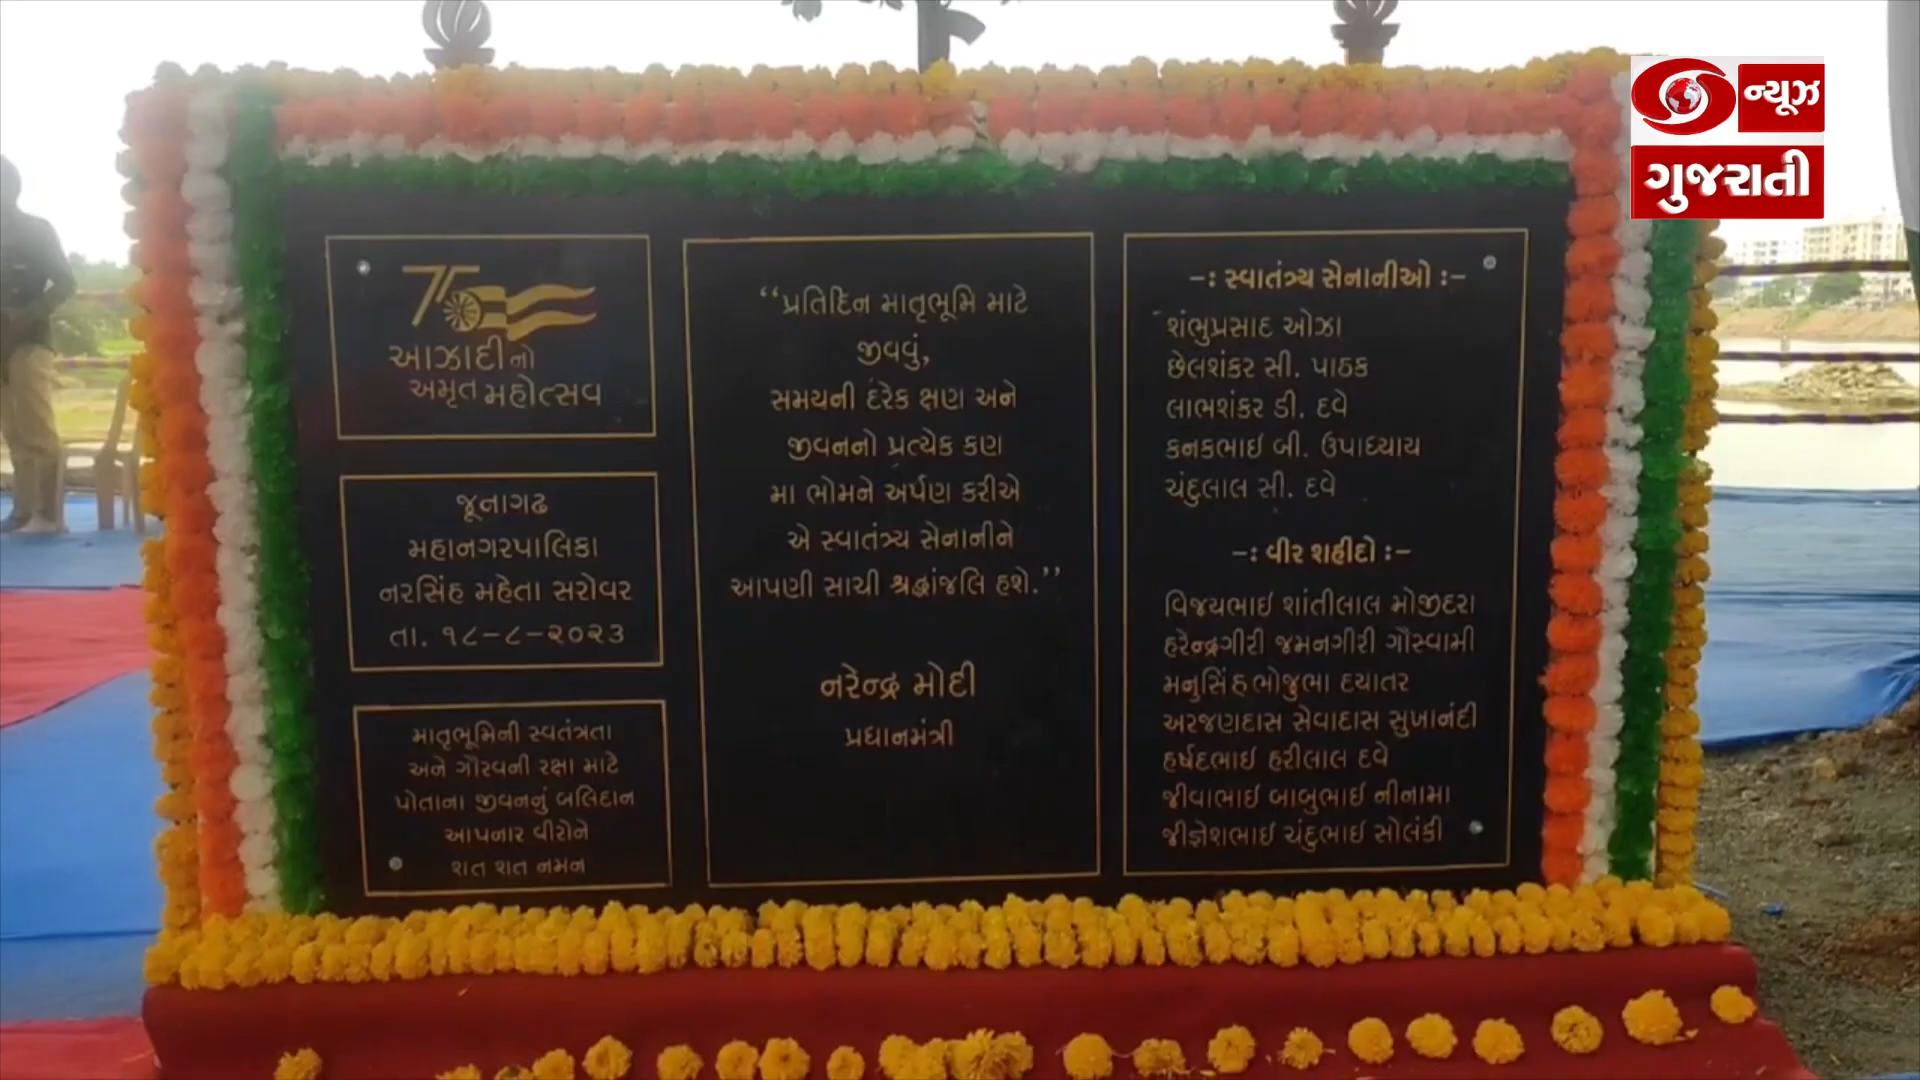 ન્યૂઝ
ગુજરાતી
75
આઝાદીનો
અમૃત મહોત્સવ
જૂનાગઢ
મહાનગરપાલિકા
નરસિંહ મહેતા સરોવર
તા. ૧૮-૮-૨૦૨૩
માતૃભૂમિની સ્વતંત્રતા
અને ગૌરવની રક્ષા માટે
પોતાના જીવનનું બલિદાન
આપનાર વીરોને
શત શત નમન
“પ્રતિદિન માતૃભૂમિ માટે
જીવવું,
સમયની દરેક ક્ષણ અને
જીવનનો પ્રત્યેક કણ
મા ભોમને અર્પણ કરીએ
એ સ્વાતંત્ર્ય સેનાનીને
આપણી સાચી શ્રદ્ધાંજલિ હશે.”
નરેન્દ્ર મોદી
પ્રધાનમંત્રી
-: સ્વાતંત્ર્ય સેનાનીઓ :-
શંભુપ્રસાદ ઓઝા
છેલશંકર સી. પાઠક
લાભશંકર ડી. દવે
કનકભાઈ બી. ઉપાધ્યાય
ચંદુલાલ સી. દવે
-: વીર શહીદો :-
વિજયભાઈ શાંતીલાલ મોજીદરા
હરેન્દ્રગીરી જમનગીરી ગૌસ્વામી
મનુસિંહ ભોજુભા દયાતર
અરજણદાસ સેવાદાસ સુખાનંદી
હર્ષદભાઈ હરીલાલ દવે
જીવાભાઈ બાબુભાઈ નીનામા
જીજ્ઞેશભાઈ ચંદુભાઈ સોલંકી